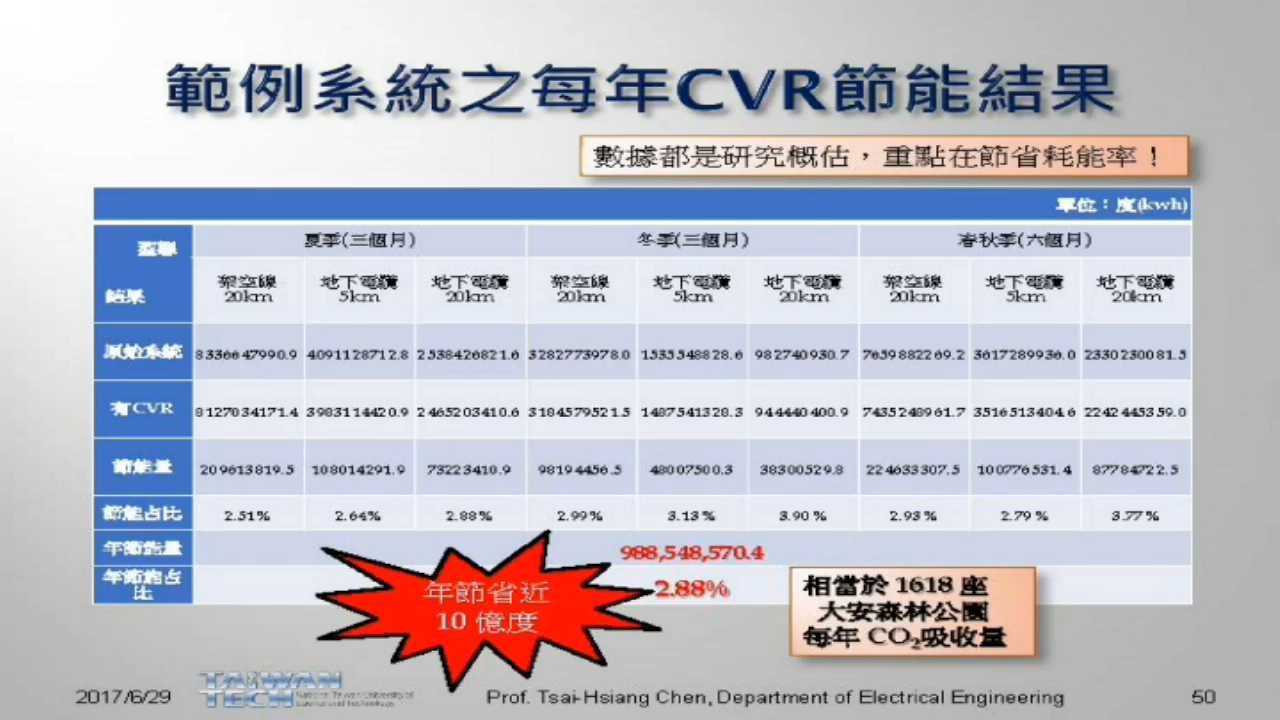 範例系統之每年CVR節能結果
數據都是研究概估，重點在節省耗能率！
單位：度(kwh)
夏季(三個月) 冬季(三個月) 春秋季(六個月)
結果 架空線 20km 地下電纜 5km 地下電纜 20km 架空線 20km 地下電纜 5km 地下電纜 20km 架空線 20km 地下電纜 5km 地下電纜 20km
原始系統 8336647990.9 4091128712.8 2538426821.6 3282773978.0 1535548828.6 982740930.7 7659882269.2 3617289936.0 2330230081.5
有CVR 8127034171.4 3983114420.9 2465203410.6 3184579521.5 1487541328.3 944440400.9 7435248961.7 3516513404.6 2242445359.0
節能量 209613819.5 108014291.9 73223410.9 98194456.5 48007500.3 38300529.8 224633307.5 100776531.4 87784722.5
節能占比 2.51% 2.64% 2.88% 2.99% 3.13% 3.90% 2.93% 2.79% 3.77%
年節能量 988,548,570.4
年節能占比 2.88%
年節省近
10 億度
相當於 1618 座
大安森林公園
每年 CO₂吸收量
2017/6/29 TAIWAN TECH National Taiwan University of Science and Technology Prof. Tsai-Hsiang Chen, Department of Electrical Engineering 50